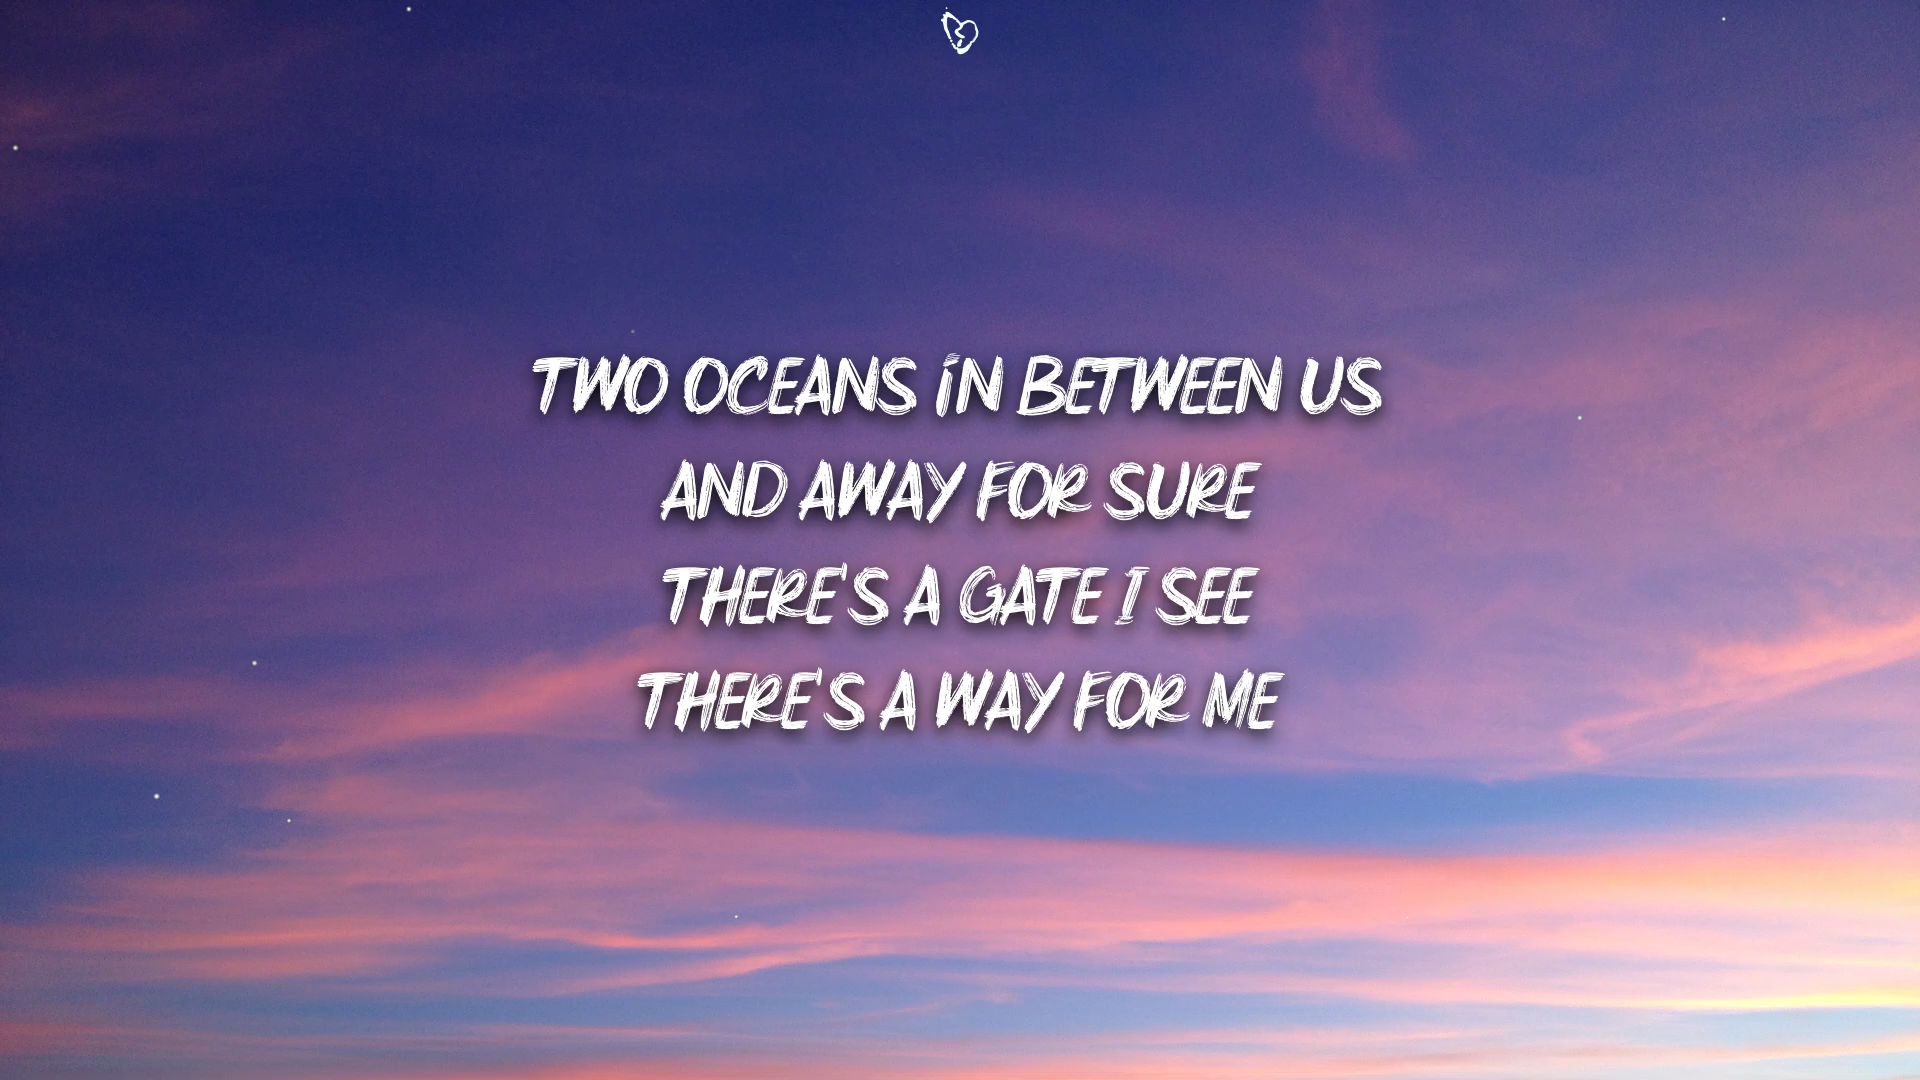 TWO OCEANS IN BETWEEN US
AND AWAY FOR SURE
THERE'S A GATE I SEE
THERE'S A WAY FOR ME